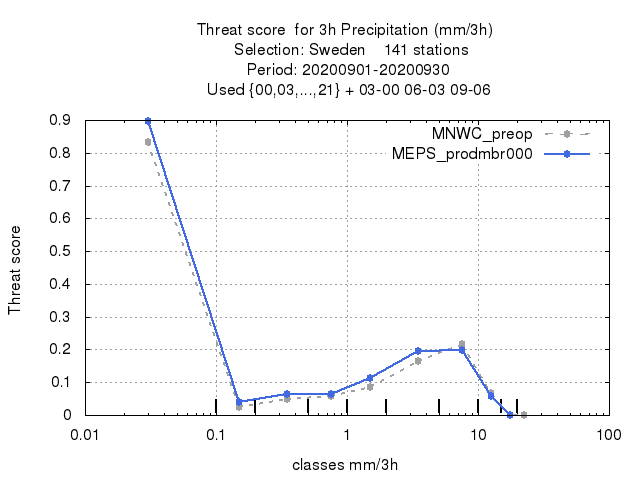 Threat score  for 3h Precipitation (mm/3h)
Selection: Sweden    141 stations
Period: 20200901-20200930
Used {00,03,...,21} + 03-00 06-03 09-06
MNWC_preop
MEPS_prodmbr000
Threat score
0.9
0.8
0.7
0.6
0.5
0.4
0.3
0.2
0.1
0
0.01 0.1 1 10 100
classes mm/3h